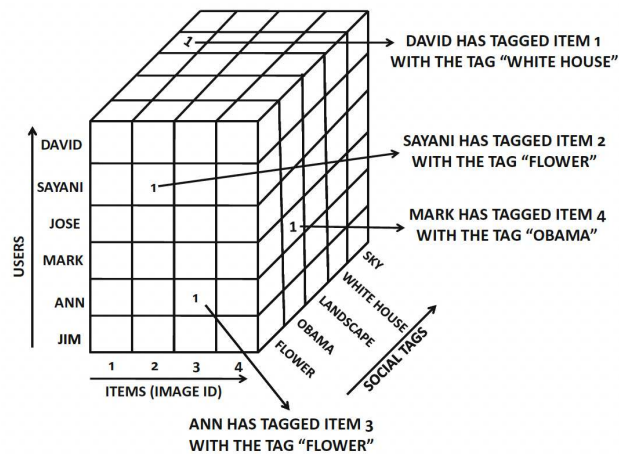 1
DAVID HAS TAGGED ITEM 1
WITH THE TAG “WHITE HOUSE”
DAVID
SAYANI
JOSE
MARK
ANN
JIM
USERS
1
SAYANI HAS TAGGED ITEM 2
WITH THE TAG “FLOWER”
1
MARK HAS TAGGED ITEM 4
WITH THE TAG “OBAMA”
1
SKY
WHITE HOUSE
LANDSCAPE
OBAMA
FLOWER
SOCIAL TAGS
1 2 3 4
ITEMS (IMAGE ID)
ANN HAS TAGGED ITEM 3
WITH THE TAG “FLOWER”